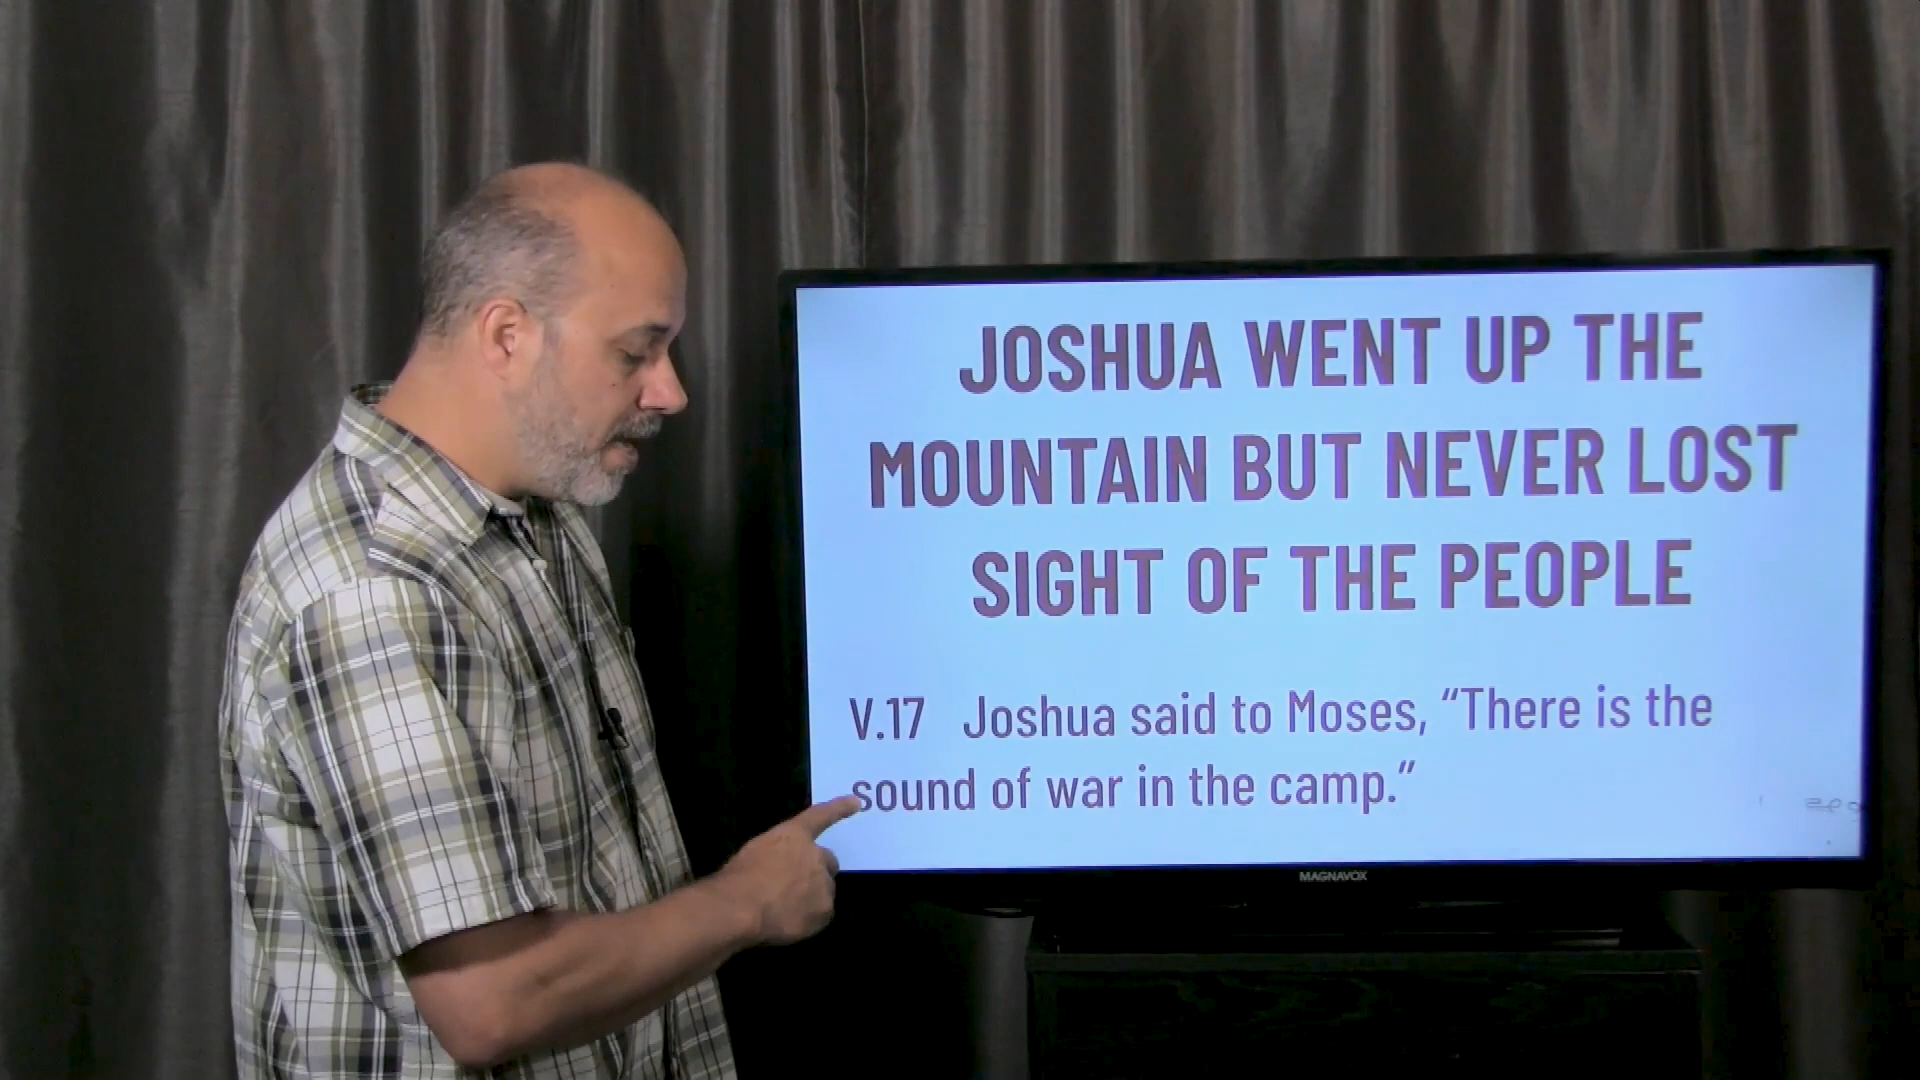 JOSHUA WENT UP THE
MOUNTAIN BUT NEVER LOST
SIGHT OF THE PEOPLE
V.17 Joshua said to Moses, “There is the
sound of war in the camp.”
MAGNAVOX